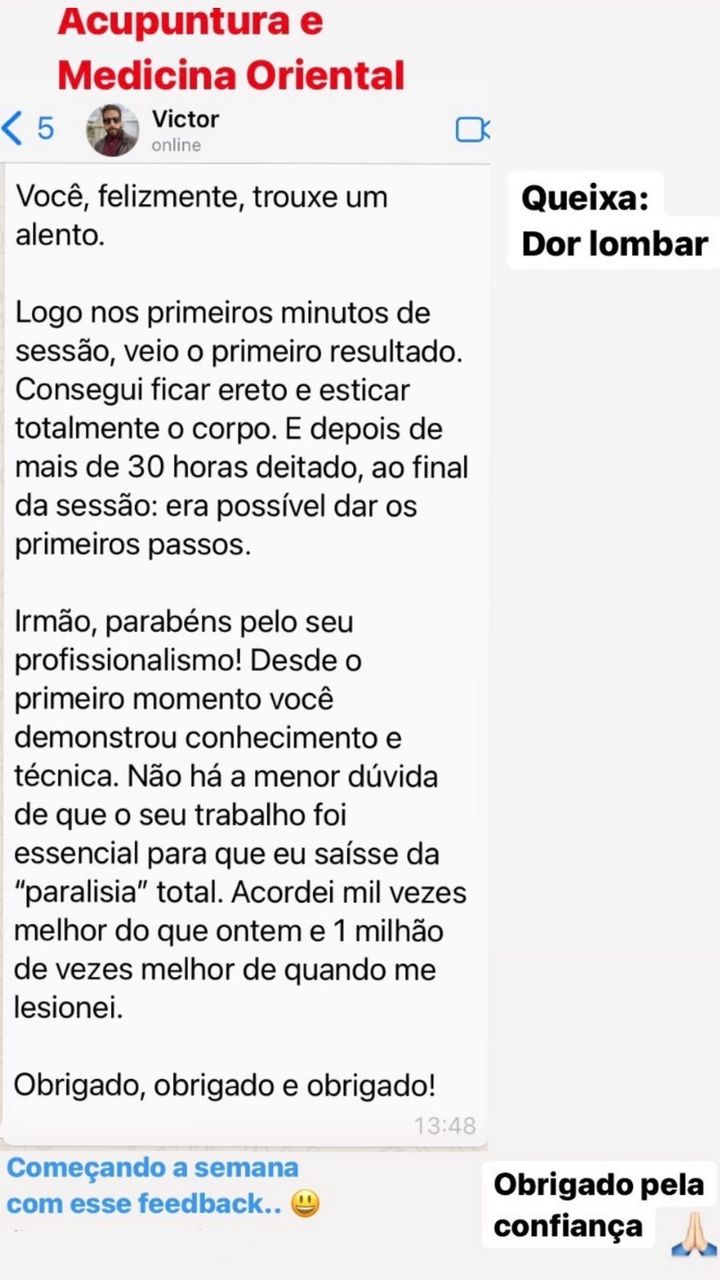 Acupuntura e
Medicina Oriental
5
Victor
online
Queixa:
Dor lombar
Você, felizmente, trouxe um
alento.
Logo nos primeiros minutos de
sessão, veio o primeiro resultado.
Consegui ficar ereto e esticar
totalmente o corpo. E depois de
mais de 30 horas deitado, ao final
da sessão: era possível dar os
primeiros passos.
Irmão, parabéns pelo seu
profissionalismo! Desde o
primeiro momento você
demonstrou conhecimento e
técnica. Não há a menor dúvida
de que o seu trabalho foi
essencial para que eu saísse da
“paralisia” total. Acordei mil vezes
melhor do que ontem e 1 milhão
de vezes melhor de quando me
lesionei.
Obrigado, obrigado e obrigado!
13:48
Começando a semana
com esse feedback.. 😃
Obrigado pela
confiança 🙏🏻